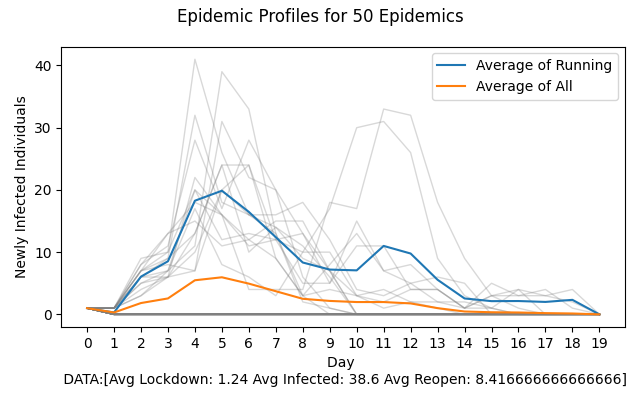 Epidemic Profiles for 50 Epidemics
Average of Running
Average of All
Newly Infected Individuals
40
30
20
10
0
0 1 2 3 4 5 6 7 8 9 10 11 12 13 14 15 16 17 18 19
Day
DATA:[Avg Lockdown: 1.24 Avg Infected: 38.6 Avg Reopen: 8.416666666666666]